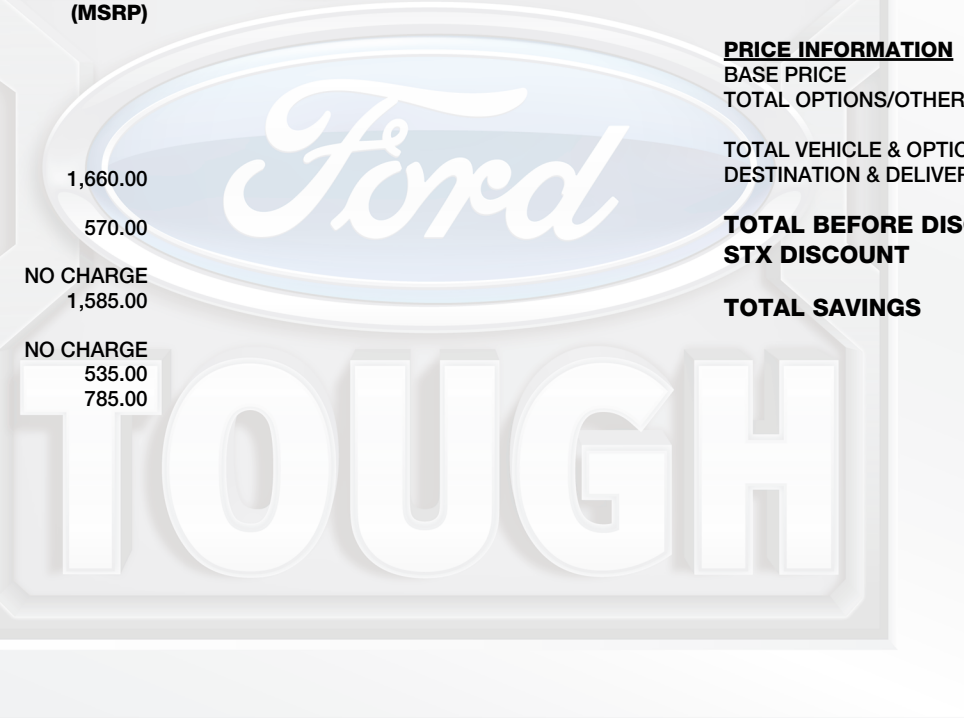 (MSRP)
1,660.00
570.00
NO CHARGE
1,585.00
NO CHARGE
535.00
785.00
PRICE INFORMATION
BASE PRICE
TOTAL OPTIONS/OTHER
TOTAL VEHICLE & OPTIO
DESTINATION & DELIVER
TOTAL BEFORE DIS
STX DISCOUNT
TOTAL SAVINGS
Ford
TOUGH